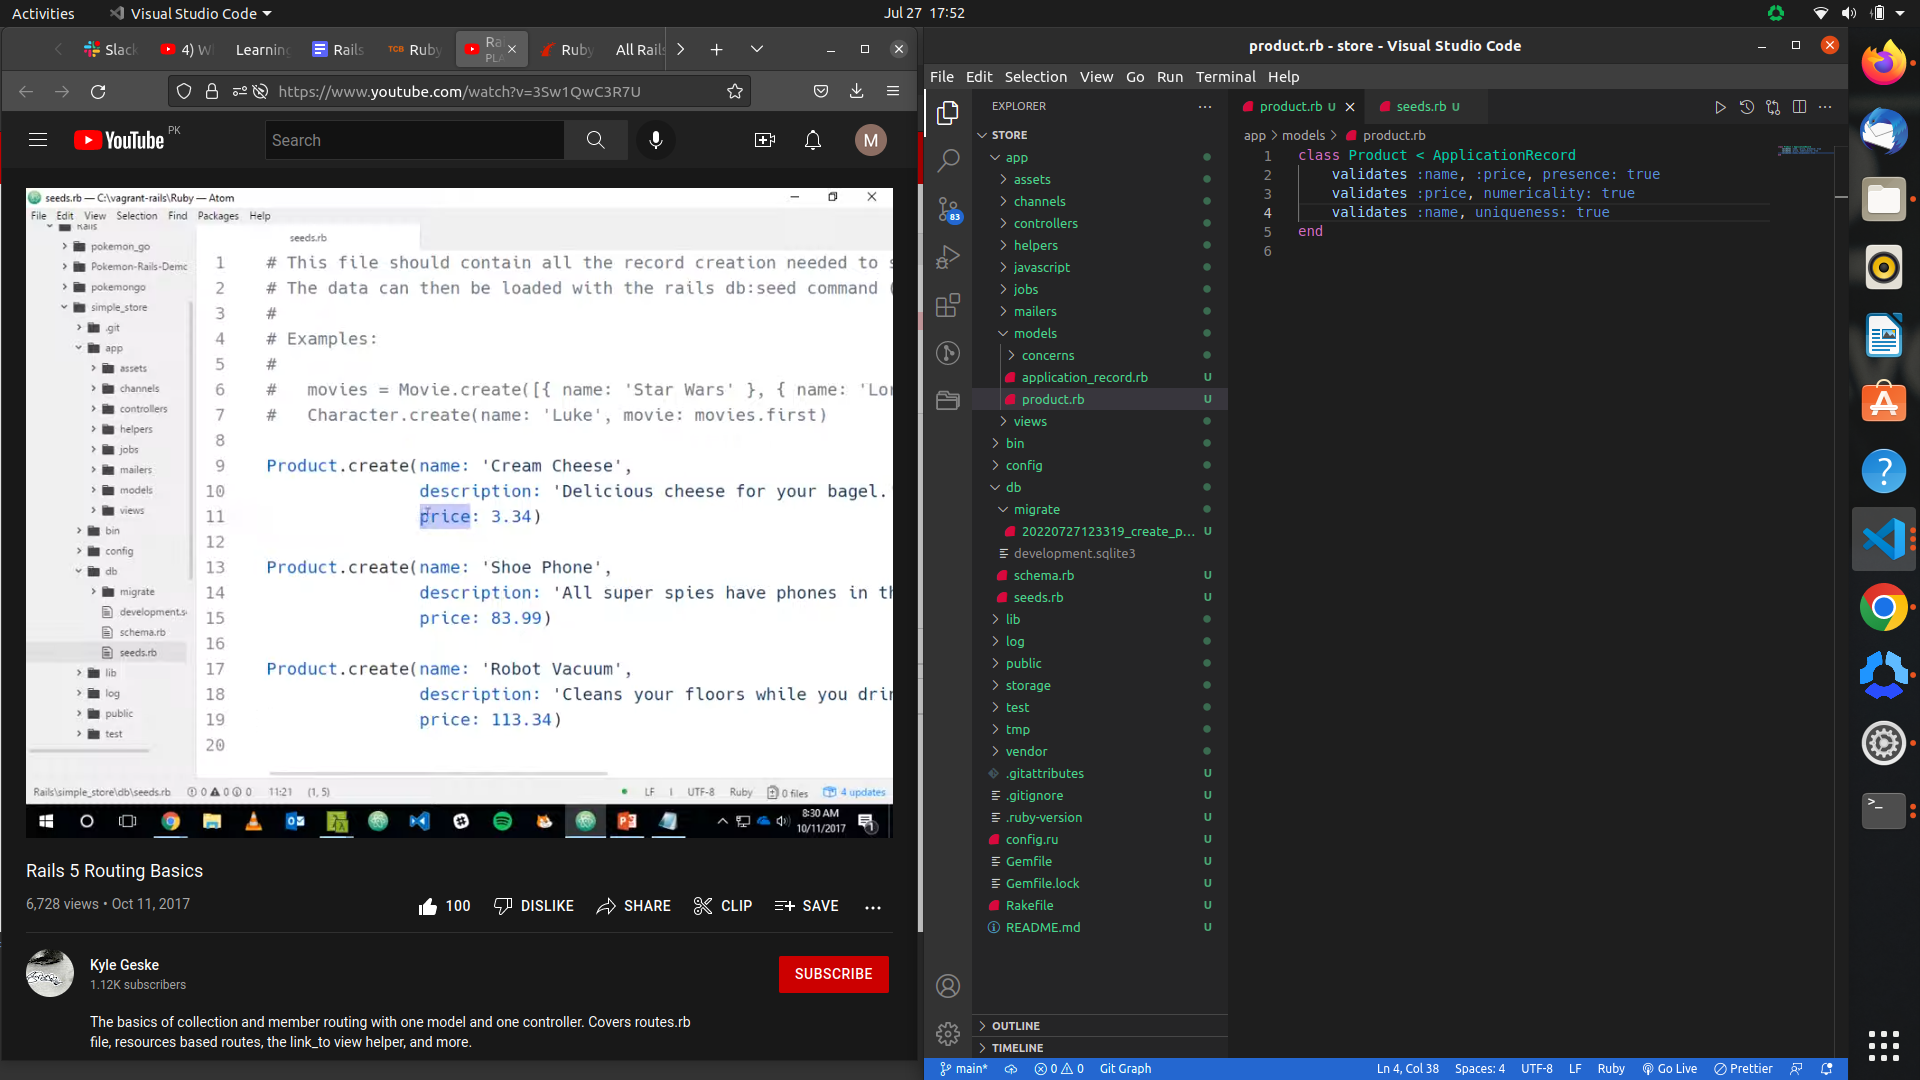 Activities
Visual Studio Code
Jul 27 17:52
Slack
4) W
Learning
Rails
TCB Ruby
Ra
PLA
Ruby
All Rails
https://www.youtube.com/watch?v=3Sw1QwC3R7U
YouTube PK
Search
M
seeds.rb — C:\vagrant-rails\Ruby — Atom
File Edit View Selection Find Packages Help
Rails
pokemon_go
Pokemon-Rails-Demo
pokemongo
simple_store
.git
app
assets
channels
controllers
helpers
jobs
mailers
models
views
bin
config
db
migrate
development.s
schema.rb
seeds.rb
lib
log
public
test
seeds.rb
1 # This file should contain all the record creation needed to s
2 # The data can then be loaded with the rails db:seed command (
3 #
4 # Examples:
5 #
6 # movies = Movie.create([{ name: 'Star Wars' }, { name: 'Lor
7 # Character.create(name: 'Luke', movie: movies.first)
8
9 Product.create(name: 'Cream Cheese',
10 description: 'Delicious cheese for your bagel.'
11 price: 3.34)
12
13 Product.create(name: 'Shoe Phone',
14 description: 'All super spies have phones in th
15 price: 83.99)
16
17 Product.create(name: 'Robot Vacuum',
18 description: 'Cleans your floors while you drin
19 price: 113.34)
20
Rails\simple_store\db\seeds.rb 0 0 0 11:21 (1, 5) LF UTF-8 Ruby 0 files 4 updates
8:30 AM
10/11/2017
1
Rails 5 Routing Basics
6,728 views • Oct 11, 2017
100 DISLIKE SHARE CLIP SAVE
Kyle Geske
1.12K subscribers
SUBSCRIBE
The basics of collection and member routing with one model and one controller. Covers routes.rb
file, resources based routes, the link_to view helper, and more.
product.rb - store - Visual Studio Code
File Edit Selection View Go Run Terminal Help
83
EXPLORER
STORE
app
assets
channels
controllers
helpers
javascript
jobs
mailers
models
concerns
application_record.rb U
product.rb U
views
bin
config
db
migrate
20220727123319_create_p... U
development.sqlite3
schema.rb U
seeds.rb U
lib
log
public
storage
test
tmp
vendor
.gitattributes U
.gitignore U
.ruby-version U
config.ru U
Gemfile U
Gemfile.lock U
Rakefile U
README.md U
OUTLINE
TIMELINE
product.rb U
seeds.rb U
app > models > product.rb
1 class Product < ApplicationRecord
2 validates :name, :price, presence: true
3 validates :price, numericality: true
4 validates :name, uniqueness: true
5 end
6
main* 0 0 Git Graph
Ln 4, Col 38 Spaces: 4 UTF-8 LF Ruby Go Live Prettier